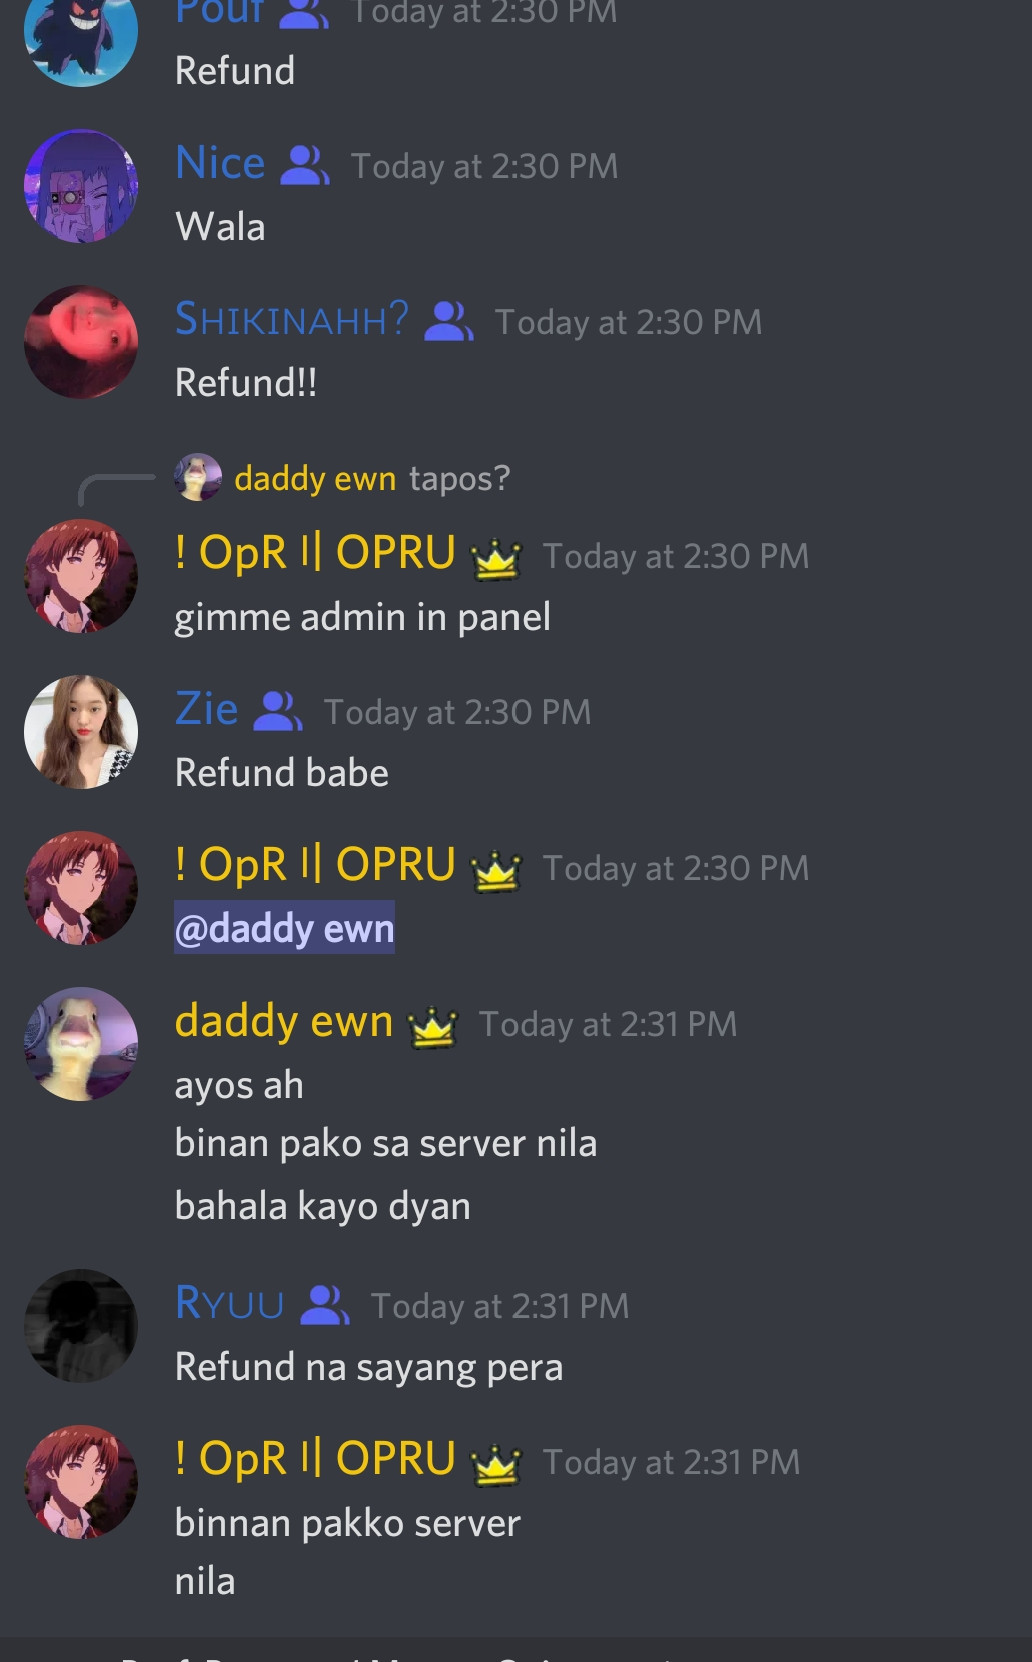 Pouf Today at 2:30 PM
Refund
Nice Today at 2:30 PM
Wala
SHIKINAHH? Today at 2:30 PM
Refund!!
daddy ewn tapos?
! OpR ı| OPRU Today at 2:30 PM
gimme admin in panel
Zie Today at 2:30 PM
Refund babe
! OpR ı| OPRU Today at 2:30 PM
@daddy ewn
daddy ewn Today at 2:31 PM
ayos ah
binan pako sa server nila
bahala kayo dyan
RYUU Today at 2:31 PM
Refund na sayang pera
! OpR ı| OPRU Today at 2:31 PM
binnan pakko server
nila